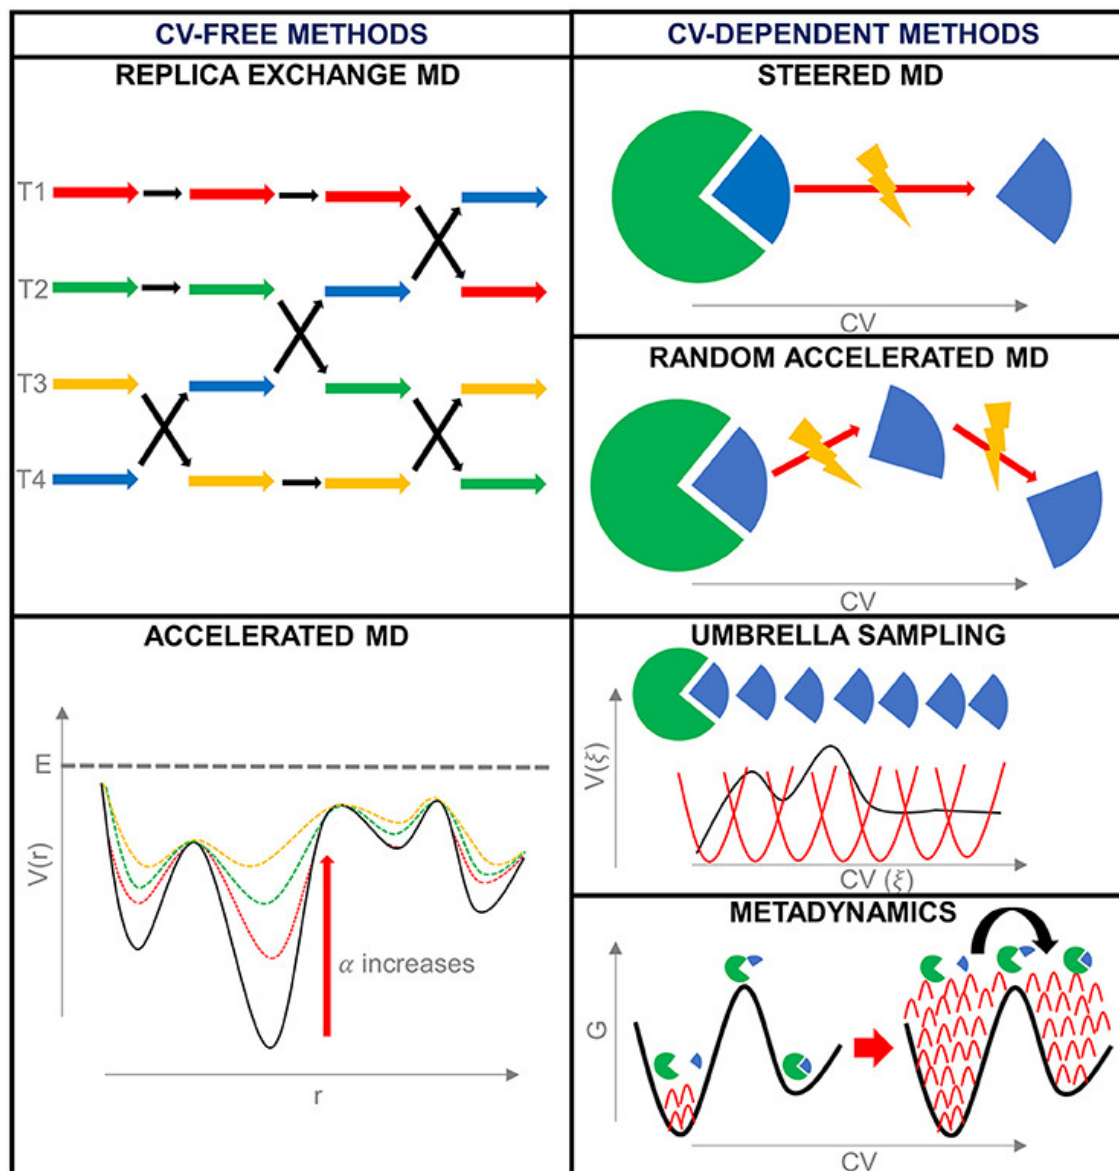 CV-FREE METHODS
REPLICA EXCHANGE MD
T1
T2
T3
T4
ACCELERATED MD
E
V(r)
α increases
r
CV-DEPENDENT METHODS
STEERED MD
CV
RANDOM ACCELERATED MD
CV
UMBRELLA SAMPLING
V(ξ)
CV (ξ)
METADYNAMICS
G
CV